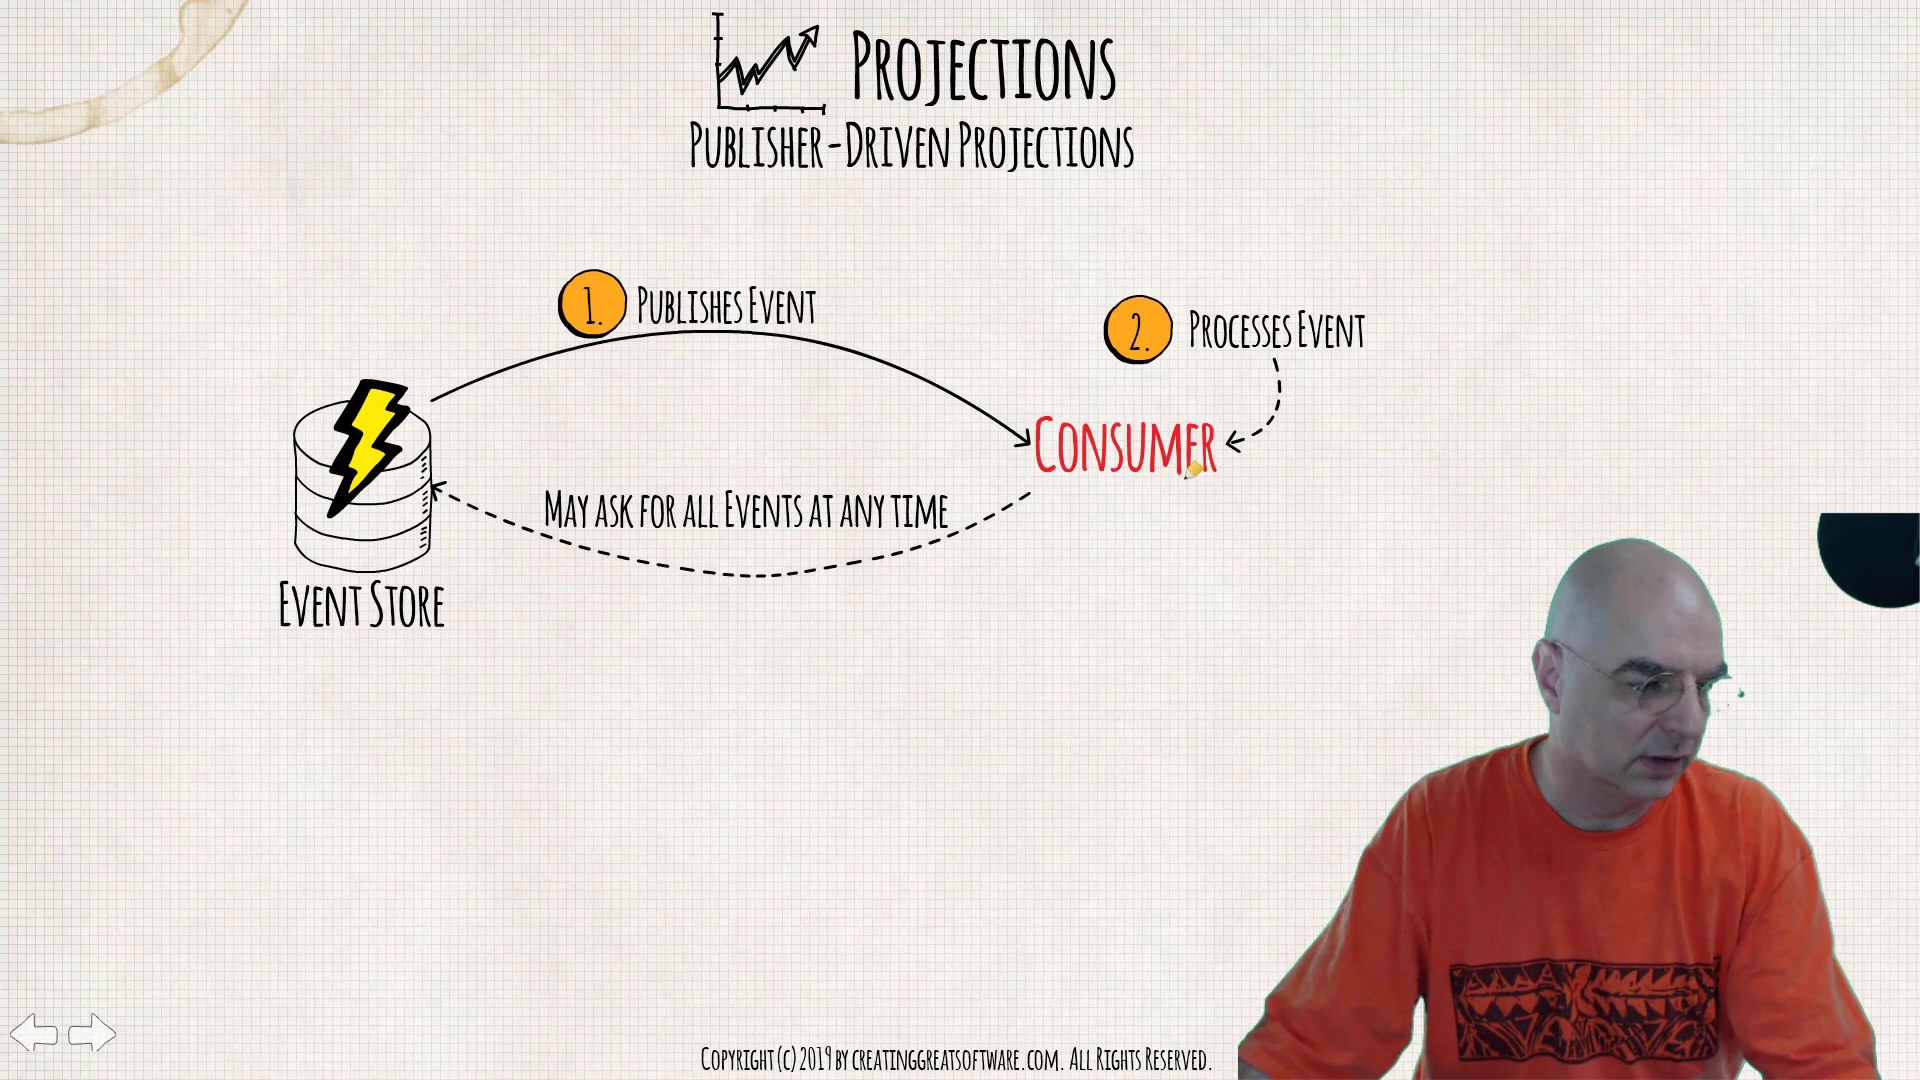 Projections
Publisher-Driven Projections
1. Publishes Event
2. Processes Event
Consumer
May ask for all Events at any time
Event Store
Copyright (c) 2019 by creatinggreatsoftware.com. All Rights Reserved.